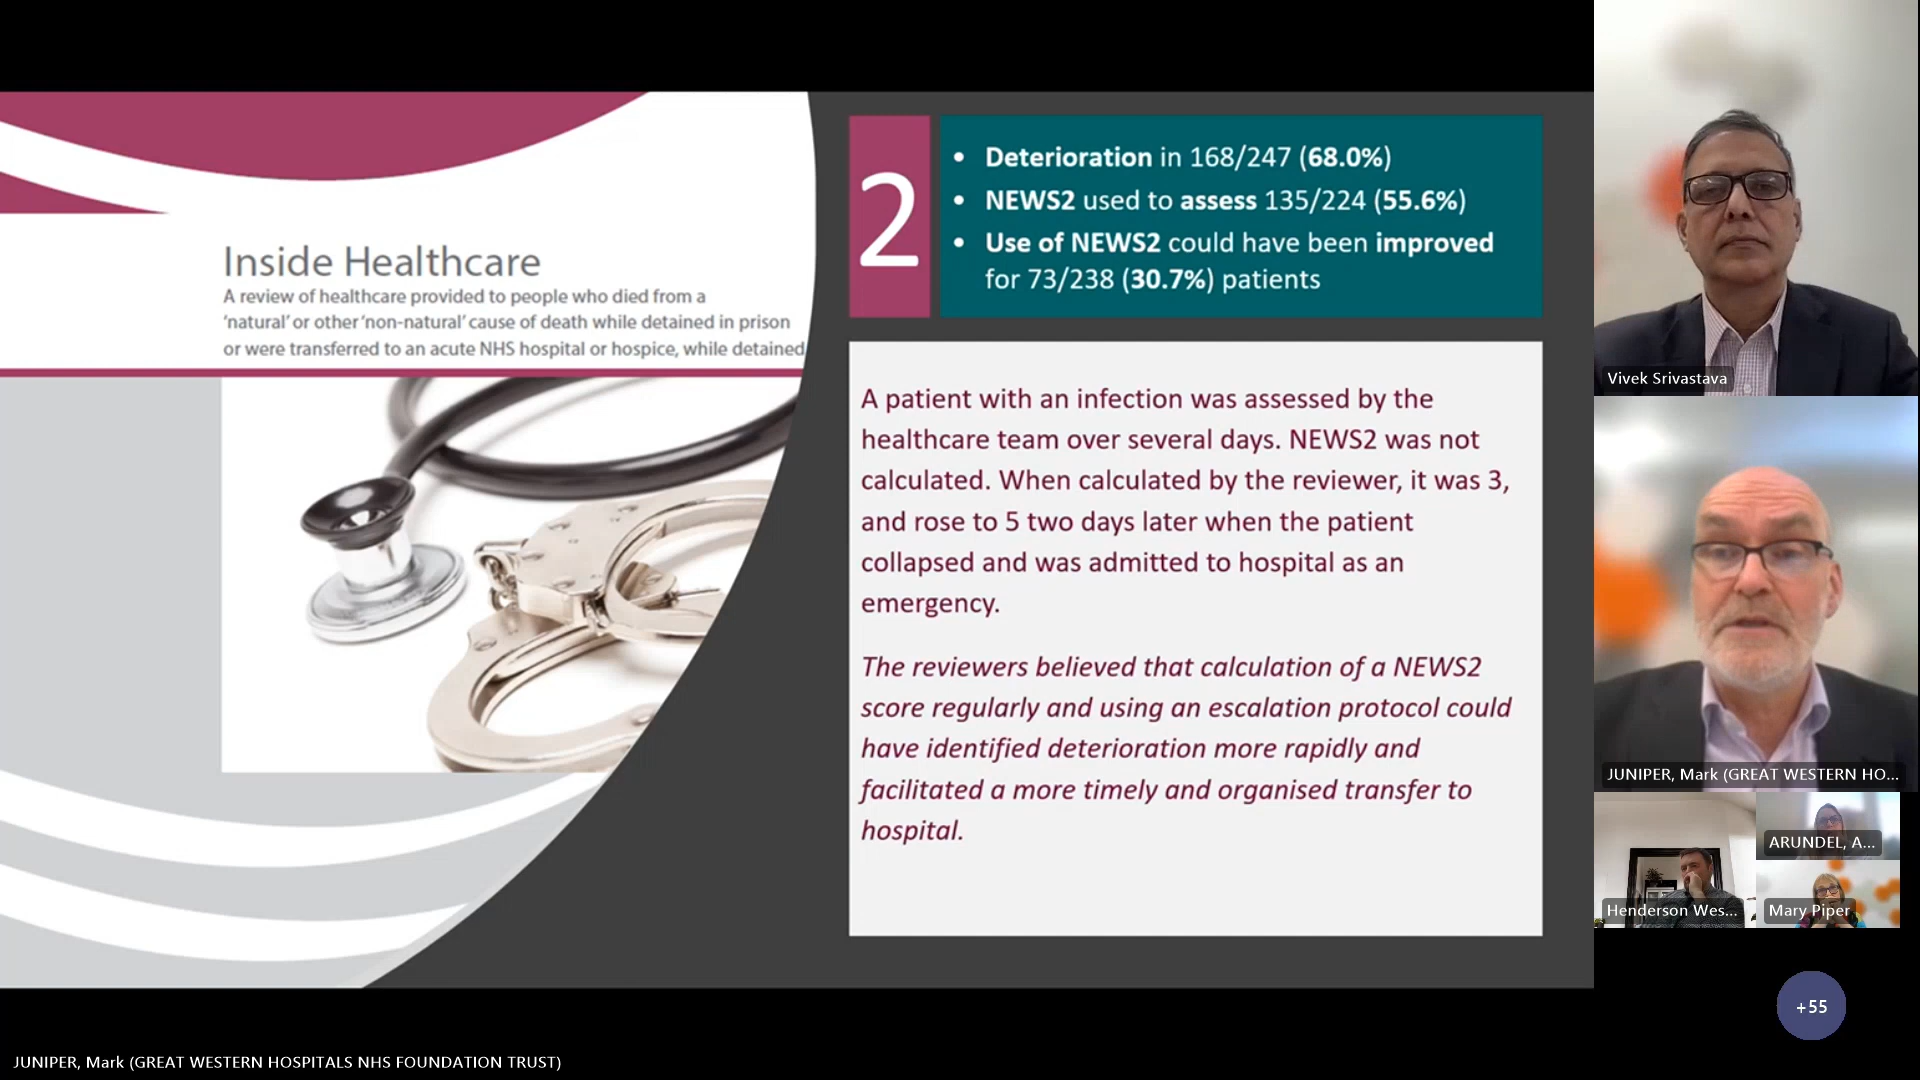 Inside Healthcare
A review of healthcare provided to people who died from a
'natural' or other 'non-natural' cause of death while detained in prison
or were transferred to an acute NHS hospital or hospice, while detained
2
• Deterioration in 168/247 (68.0%)
• NEWS2 used to assess 135/224 (55.6%)
• Use of NEWS2 could have been improved
for 73/238 (30.7%) patients
A patient with an infection was assessed by the
healthcare team over several days. NEWS2 was not
calculated. When calculated by the reviewer, it was 3,
and rose to 5 two days later when the patient
collapsed and was admitted to hospital as an
emergency.
The reviewers believed that calculation of a NEWS2
score regularly and using an escalation protocol could
have identified deterioration more rapidly and
facilitated a more timely and organised transfer to
hospital.
Vivek Srivastava
JUNIPER, Mark (GREAT WESTERN HO...
ARUNDEL, A...
Henderson Wes...
Mary Piper
+55
JUNIPER, Mark (GREAT WESTERN HOSPITALS NHS FOUNDATION TRUST)